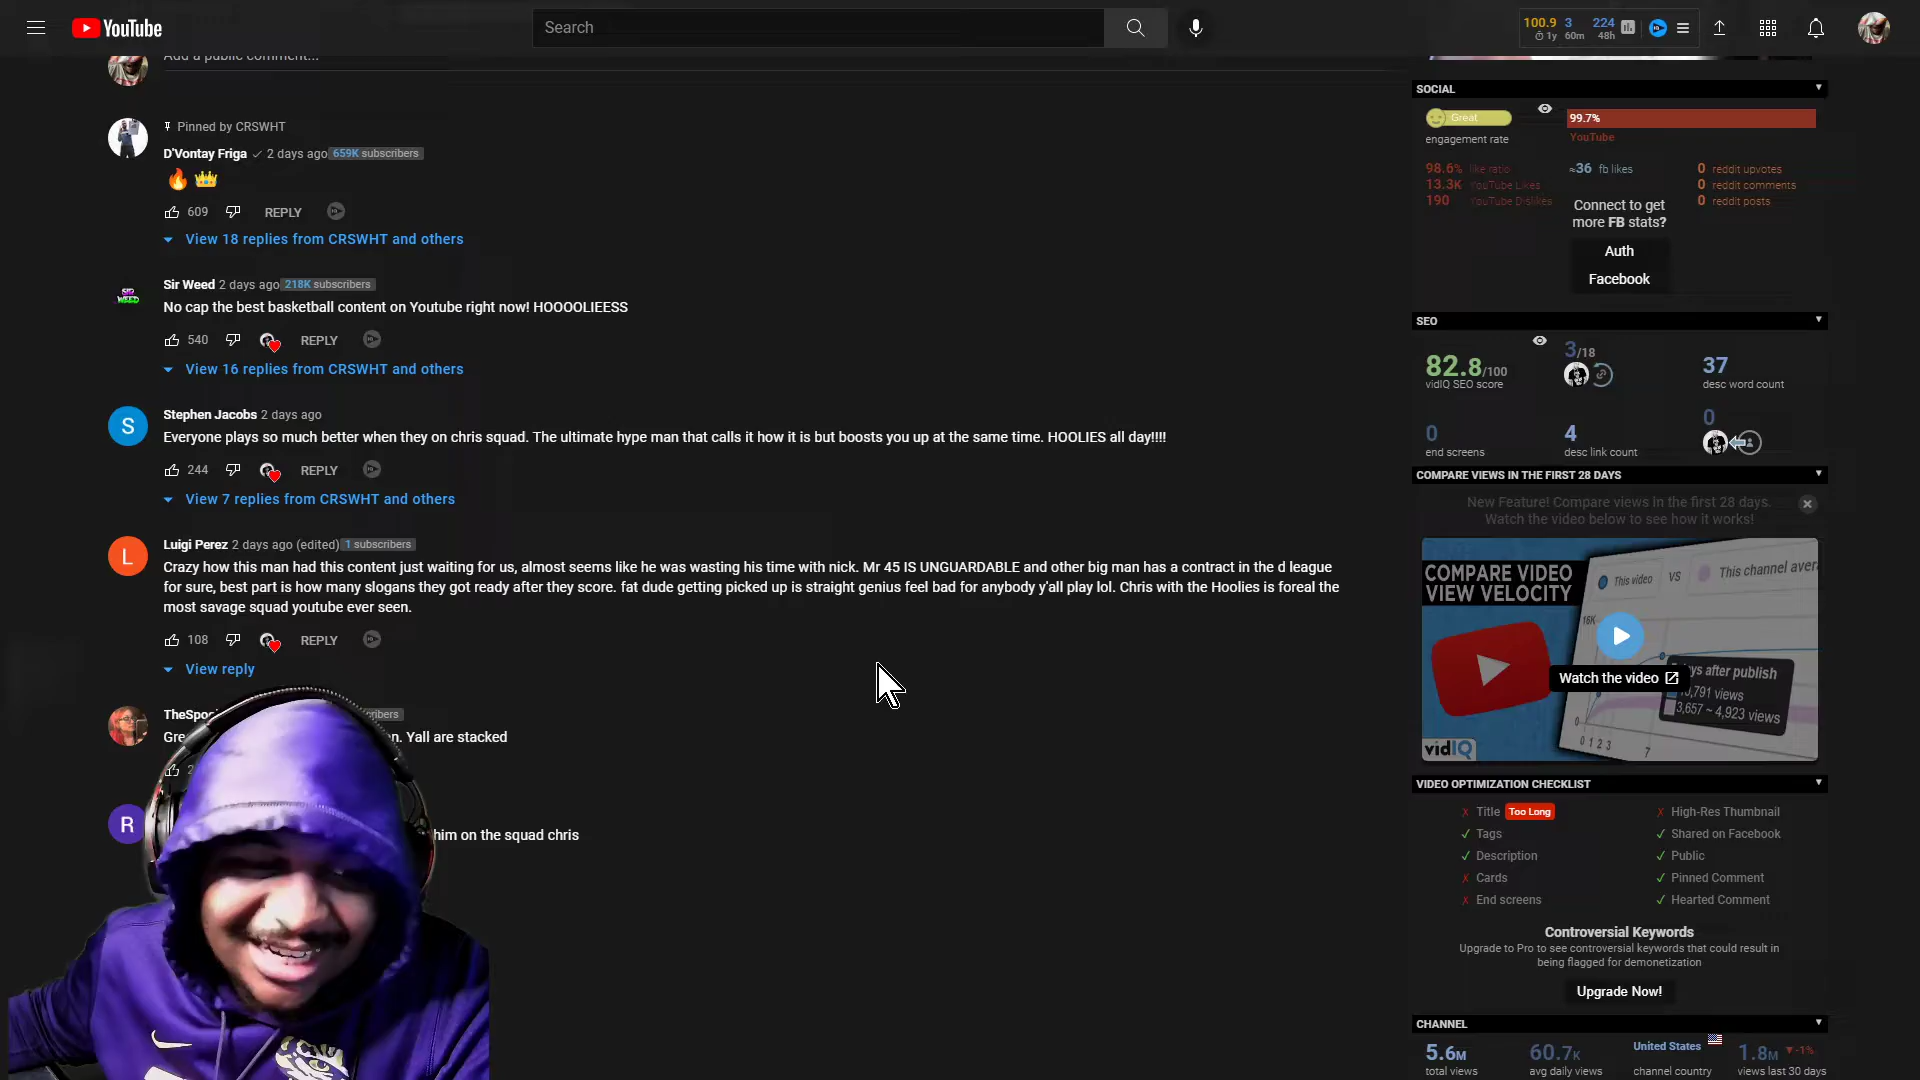 YouTube
Search
100.9 3 224
1y 60m 48h
Add a public comment...
Pinned by CRSWHT
D'Vontay Friga 2 days ago 659K subscribers
609 REPLY
View 18 replies from CRSWHT and others
Sir Weed 2 days ago 218K subscribers
No cap the best basketball content on Youtube right now! HOOOOLIEESS
540 REPLY
View 16 replies from CRSWHT and others
S
Stephen Jacobs 2 days ago
Everyone plays so much better when they on chris squad. The ultimate hype man that calls it how it is but boosts you up at the same time. HOOLIES all day!!!!
244 REPLY
View 7 replies from CRSWHT and others
L
Luigi Perez 2 days ago (edited) 1 subscribers
Crazy how this man had this content just waiting for us, almost seems like he was wasting his time with nick. Mr 45 IS UNGUARDABLE and other big man has a contract in the d league
for sure, best part is how many slogans they got ready after they score. fat dude getting picked up is straight genius feel bad for anybody y'all play lol. Chris with the Hoolies is foreal the
most savage squad youtube ever seen.
108 REPLY
View reply
Yall are stacked
R
him on the squad chris
SOCIAL
Great
engagement rate
99.7%
YouTube
98.6% like ratio
13.3K YouTube Likes
190 YouTube Dislikes
≈36 fb likes
Connect to get
more FB stats?
Auth
Facebook
0 reddit upvotes
0 reddit comments
0 reddit posts
SEO
82.8/100
vidIQ SEO score
3/18
37
desc word count
0
end screens
4
desc link count
0
COMPARE VIEWS IN THE FIRST 28 DAYS
New Feature! Compare views in the first 28 days.
Watch the video below to see how it works!
COMPARE VIDEO
VIEW VELOCITY
This video VS This channel
Watch the video
days after publish
views
3,657 ~ 4,923 views
0 1 2 3 7
vidIQ
VIDEO OPTIMIZATION CHECKLIST
Title Too Long
Tags
Description
Cards
End screens
High-Res Thumbnail
Shared on Facebook
Public
Pinned Comment
Hearted Comment
Controversial Keywords
Upgrade to Pro to see controversial keywords that could result in
being flagged for demonetization
Upgrade Now!
CHANNEL
5.6M
total views
60.7K
avg daily views
United States
channel country
1.8M -1%
views last 30 days